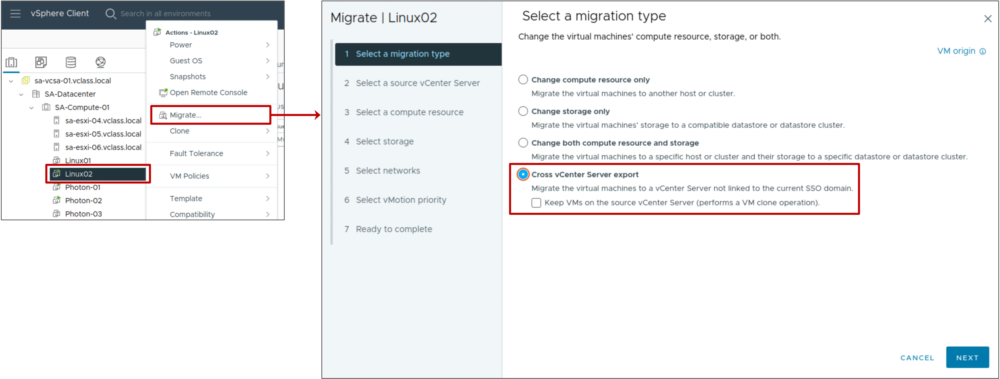 vSphere Client
Search in all environments
sa-vcsa-01.vclass.local
SA-Datacenter
SA-Compute-01
sa-esxi-04.vclass.local
sa-esxi-05.vclass.local
sa-esxi-06.vclass.local
Linux01
Linux02
Photon-01
Photon-02
Photon-03
Actions - Linux02
Power
Guest OS
Snapshots
Open Remote Console
Migrate...
Clone
Fault Tolerance
VM Policies
Template
Compatibility
Migrate | Linux02
1 Select a migration type
2 Select a source vCenter Server
3 Select a compute resource
4 Select storage
5 Select networks
6 Select vMotion priority
7 Ready to complete
Select a migration type
Change the virtual machines' compute resource, storage, or both.
VM origin
Change compute resource only
Migrate the virtual machines to another host or cluster.
Change storage only
Migrate the virtual machines' storage to a compatible datastore or datastore cluster.
Change both compute resource and storage
Migrate the virtual machines to a specific host or cluster and their storage to a specific datastore or datastore cluster.
Cross vCenter Server export
Migrate the virtual machines to a vCenter Server not linked to the current SSO domain.
Keep VMs on the source vCenter Server (performs a VM clone operation).
CANCEL
NEXT